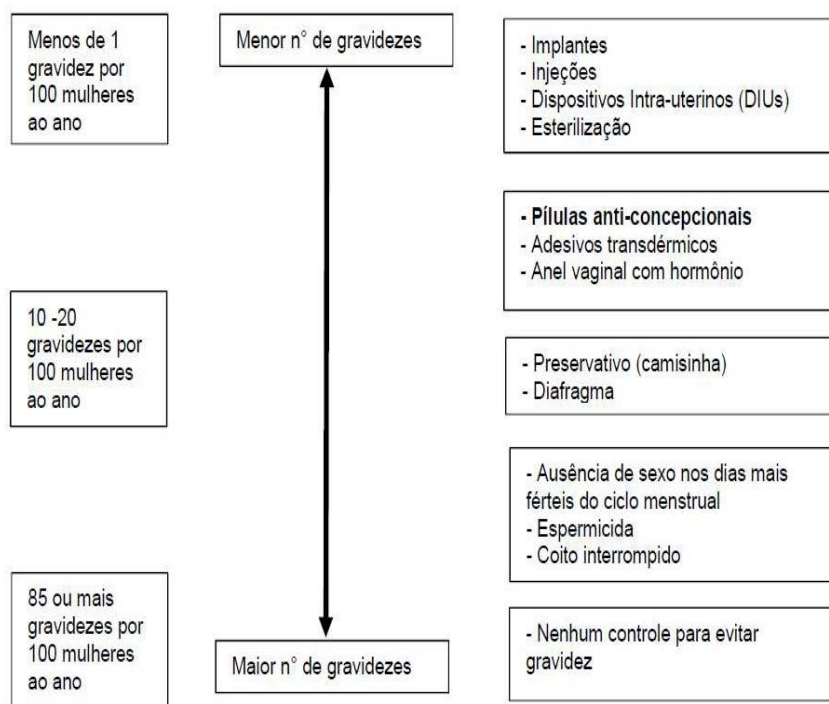 Menos de 1
gravidez por
100 mulheres
ao ano
10 -20
gravidezes por
100 mulheres
ao ano
85 ou mais
gravidezes por
100 mulheres
ao ano
Menor n° de gravidezes
Maior n° de gravidezes
- Implantes
- Injeções
- Dispositivos Intra-uterinos (DIUs)
- Esterilização
- Pílulas anti-concepcionais
- Adesivos transdérmicos
- Anel vaginal com hormônio
- Preservativo (camisinha)
- Diafragma
- Ausência de sexo nos dias mais
férteis do ciclo menstrual
- Espermicida
- Coito interrompido
- Nenhum controle para evitar
gravidez